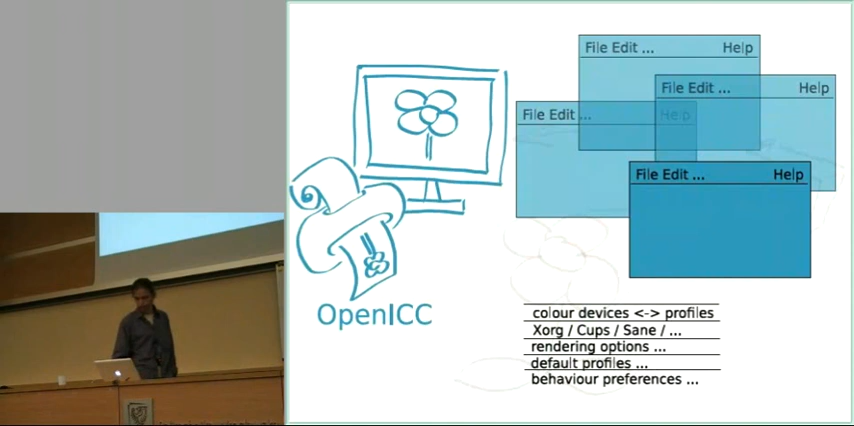 File Edit ... Help
File Edit ... Help
File Edit ... Help
File Edit ... Help
OpenICC
colour devices <-> profiles
Xorg / Cups / Sane / ...
rendering options ...
default profiles ...
behaviour preferences ...